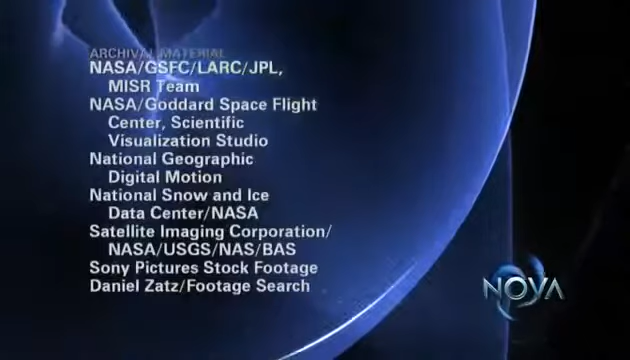 ARCHIVAL MATERIAL
NASA/GSFC/LARC/JPL,
MISR Team
NASA/Goddard Space Flight
Center, Scientific
Visualization Studio
National Geographic
Digital Motion
National Snow and Ice
Data Center/NASA
Satellite Imaging Corporation/
NASA/USGS/NAS/BAS
Sony Pictures Stock Footage
Daniel Zatz/Footage Search
NOVA